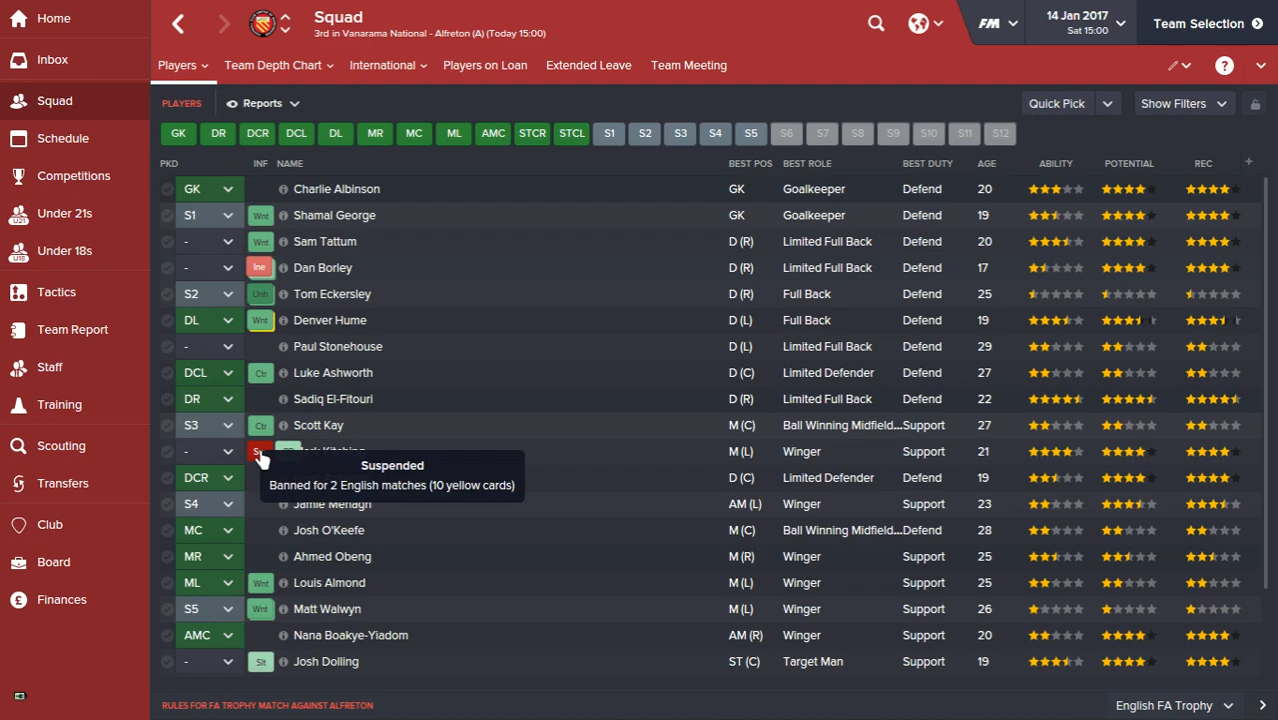 Home
Inbox
Squad
Schedule
Competitions
Under 21s
Under 18s
Tactics
Team Report
Staff
Training
Scouting
Transfers
Club
Board
Finances
Squad
3rd in Vanarama National - Alfreton (A) (Today 15:00)
FM
14 Jan 2017
Sat 15:00
Team Selection
Players Team Depth Chart International Players on Loan Extended Leave Team Meeting
PLAYERS Reports Quick Pick Show Filters
GK DR DCR DCL DL MR MC ML AMC STCR STCL S1 S2 S3 S4 S5 S6 S7 S8 S9 S10 S11 S12
PKD INF NAME BEST POS BEST ROLE BEST DUTY AGE ABILITY POTENTIAL REC +
GK Charlie Albinson GK Goalkeeper Defend 20
S1 Wnt Shamal George GK Goalkeeper Defend 19
- Wnt Sam Tattum D (R) Limited Full Back Defend 20
- Ine Dan Borley D (R) Limited Full Back Defend 17
S2 Unh Tom Eckersley D (R) Full Back Defend 25
DL Wnt Denver Hume D (L) Full Back Defend 19
- Paul Stonehouse D (L) Limited Full Back Defend 29
DCL Ctr Luke Ashworth D (C) Limited Defender Defend 27
DR Sadiq El-Fitouri D (R) Limited Full Back Defend 22
S3 Ctr Scott Kay M (C) Ball Winning Midfield... Support 27
- M (L) Winger Support 21
Suspended
Banned for 2 English matches (10 yellow cards)
DCR D (C) Limited Defender Defend 19
S4 Jamie Menagh AM (L) Winger Support 23
MC Josh O'Keefe M (C) Ball Winning Midfield... Defend 28
MR Ahmed Obeng M (R) Winger Support 25
ML Wnt Louis Almond M (L) Winger Support 25
S5 Wnt Matt Walwyn M (L) Winger Support 26
AMC Nana Boakye-Yiadom AM (R) Winger Support 20
- Slt Josh Dolling ST (C) Target Man Support 19
RULES FOR FA TROPHY MATCH AGAINST ALFRETON English FA Trophy